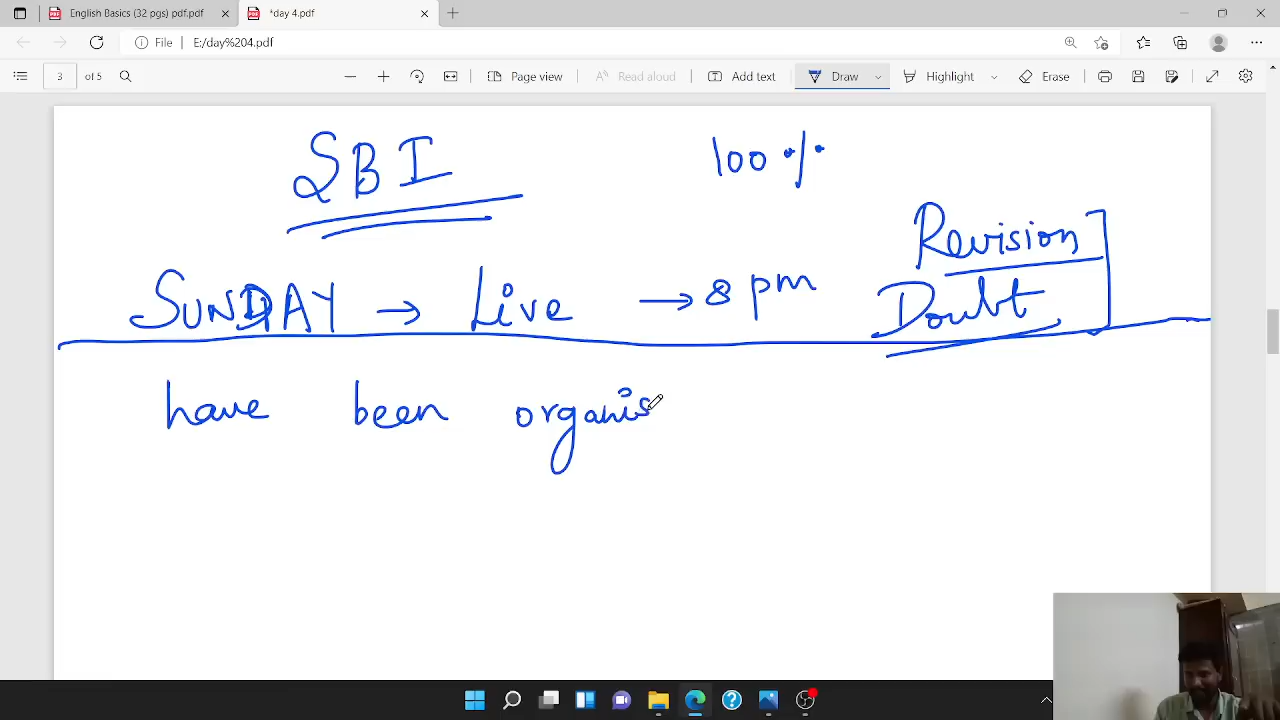 English Basics (32 pgs) pdf.pdf
*day 4.pdf
File E:/day%204.pdf
3 of 5 Page view Read aloud Add text Draw Highlight Erase
SBI 100 %
Revision
SUNDAY → Live → 8 pm Doubt
have been organis